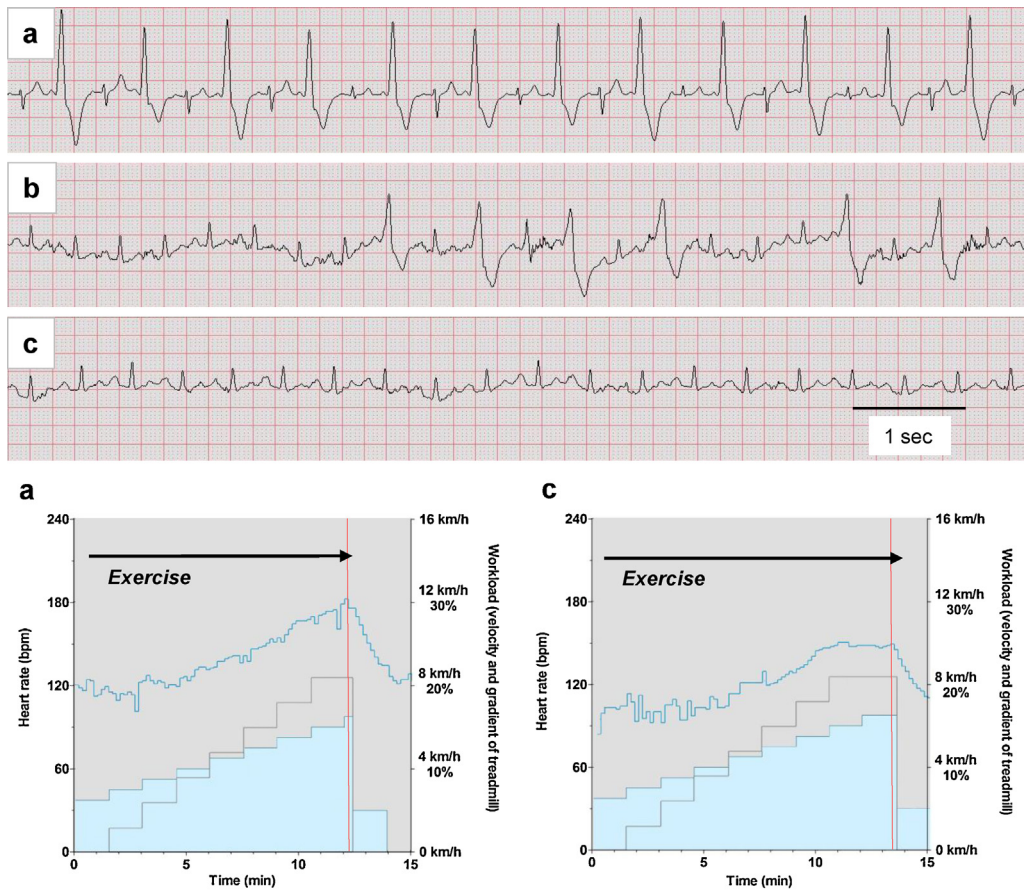 a
b
c
1 sec
a
240
180
120
60
0
Heart rate (bpm)
Exercise
16 km/h
12 km/h
30%
8 km/h
20%
4 km/h
10%
0 km/h
Workload (velocity and gradient of treadmill)
0
5
10
15
Time (min)
c
240
180
120
60
0
Heart rate (bpm)
Exercise
16 km/h
12 km/h
30%
8 km/h
20%
4 km/h
10%
0 km/h
Workload (velocity and gradient of treadmill)
0
5
10
15
Time (min)